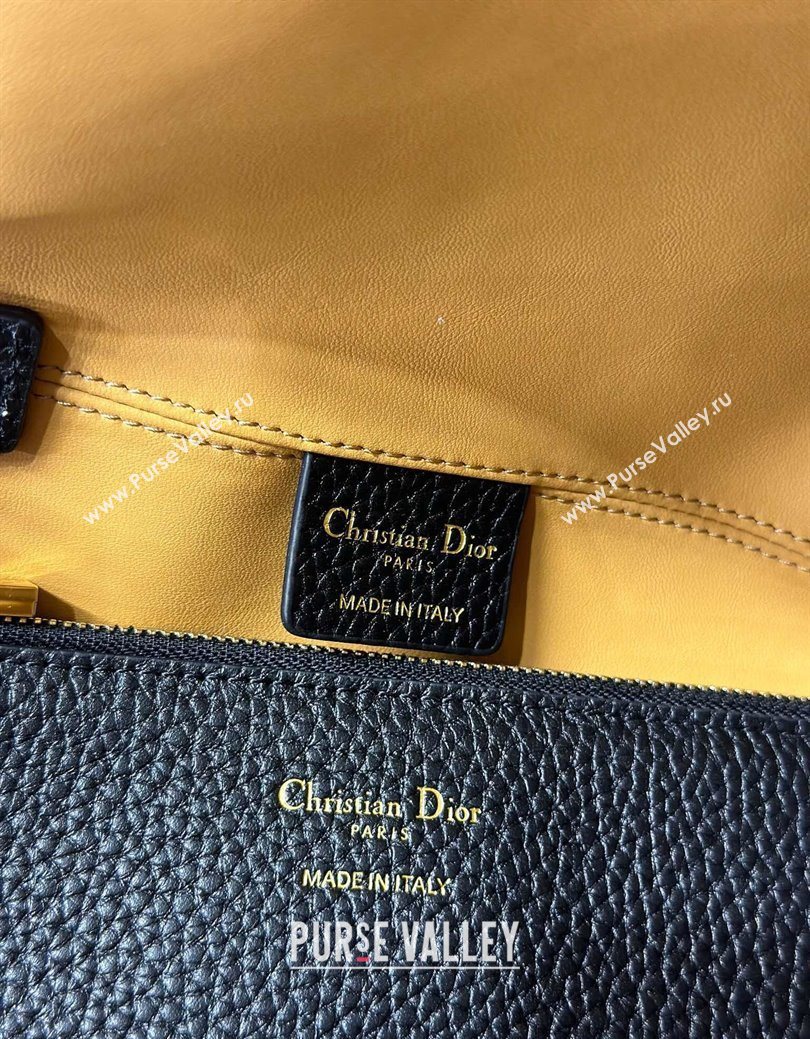 www.PurseValley.ru
www.PurseValley.ru
Christian Dior
PARIS
MADE IN ITALY
Christian Dior
PARIS
MADE IN ITALY
PURSE VALLEY